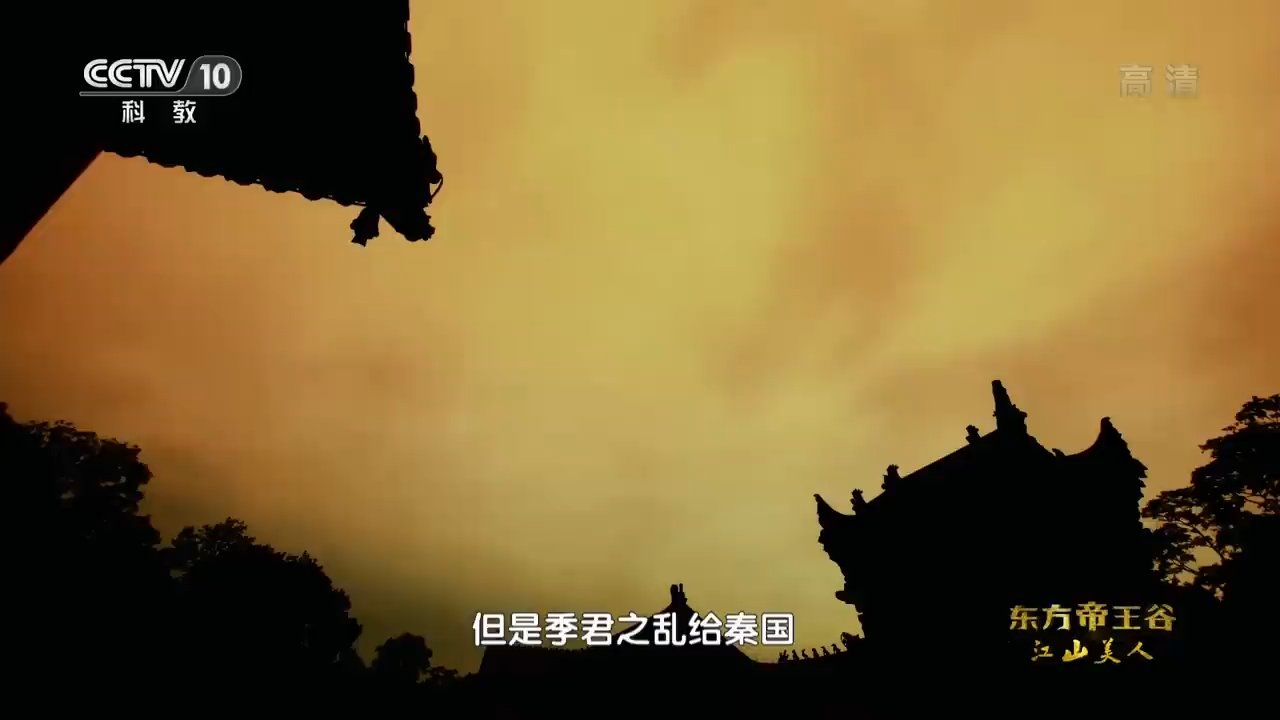 CCTV 10
科教
高清
但是季君之乱给秦国
东方帝王谷
江山美人